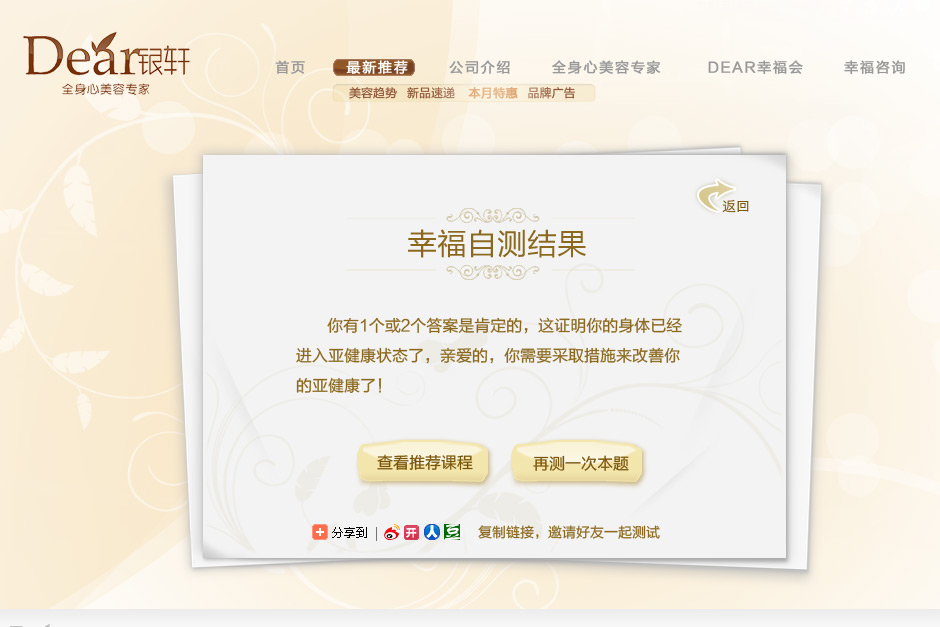 Dear银轩
全身心美容专家
首页 最新推荐 公司介绍 全身心美容专家 DEAR幸福会 幸福咨询
美容趋势 新品速递 本月特惠 品牌广告
返回
幸福自测结果
你有1个或2个答案是肯定的，这证明你的身体已经
进入亚健康状态了，亲爱的，你需要采取措施来改善你
的亚健康了！
查看推荐课程 再测一次本题
分享到 | 开 人 复制链接，邀请好友一起测试